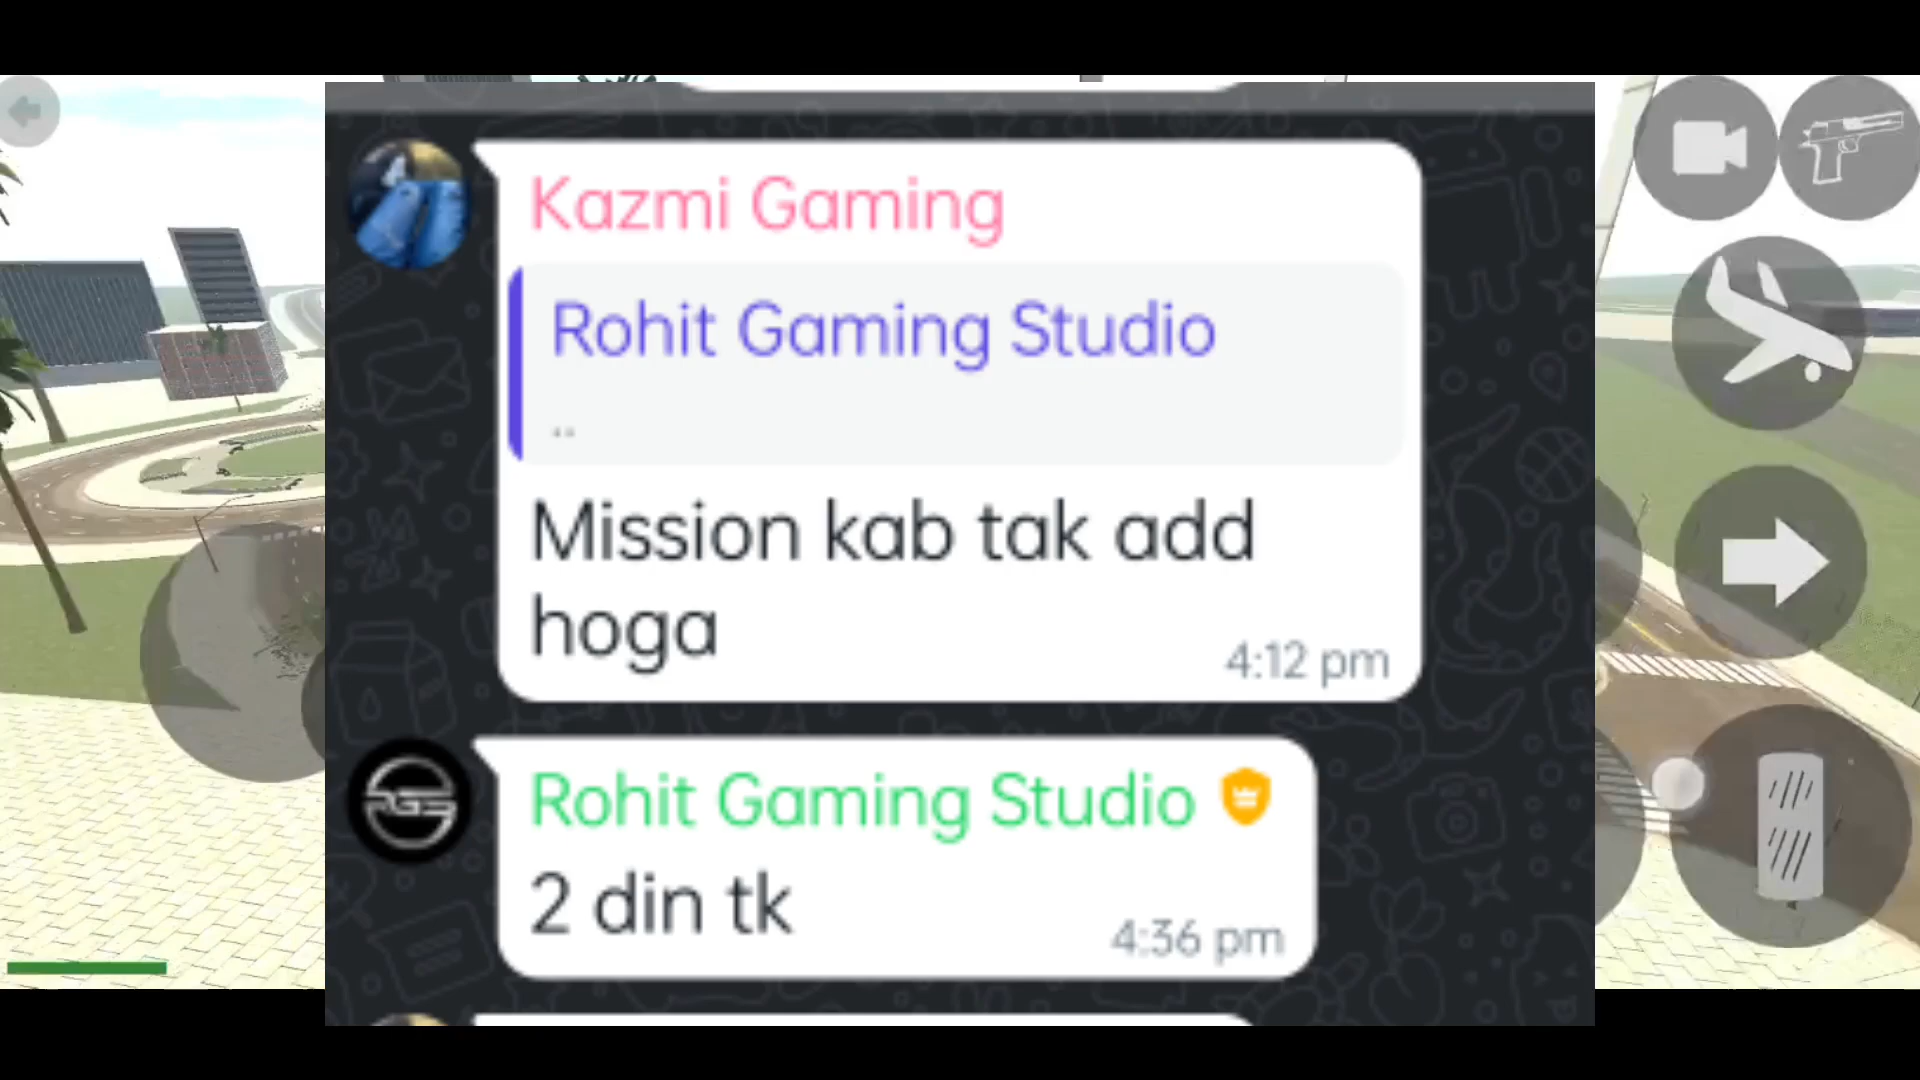 Kazmi Gaming
Rohit Gaming Studio
..
Mission kab tak add
hoga
4:12 pm
Rohit Gaming Studio
2 din tk
4:36 pm